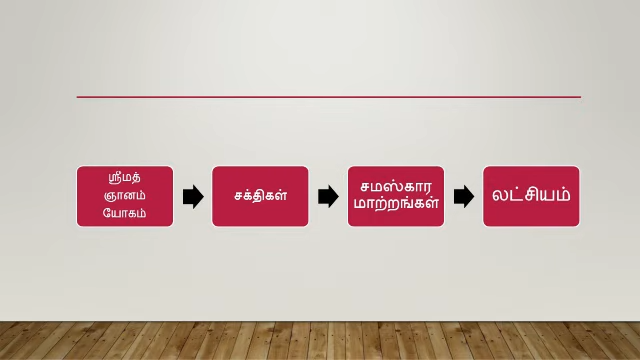 ஸ்ரீமத்
ஞானம்
யோகம்
சக்திகள்
சமஸ்கார
மாற்றங்கள்
லட்சியம்